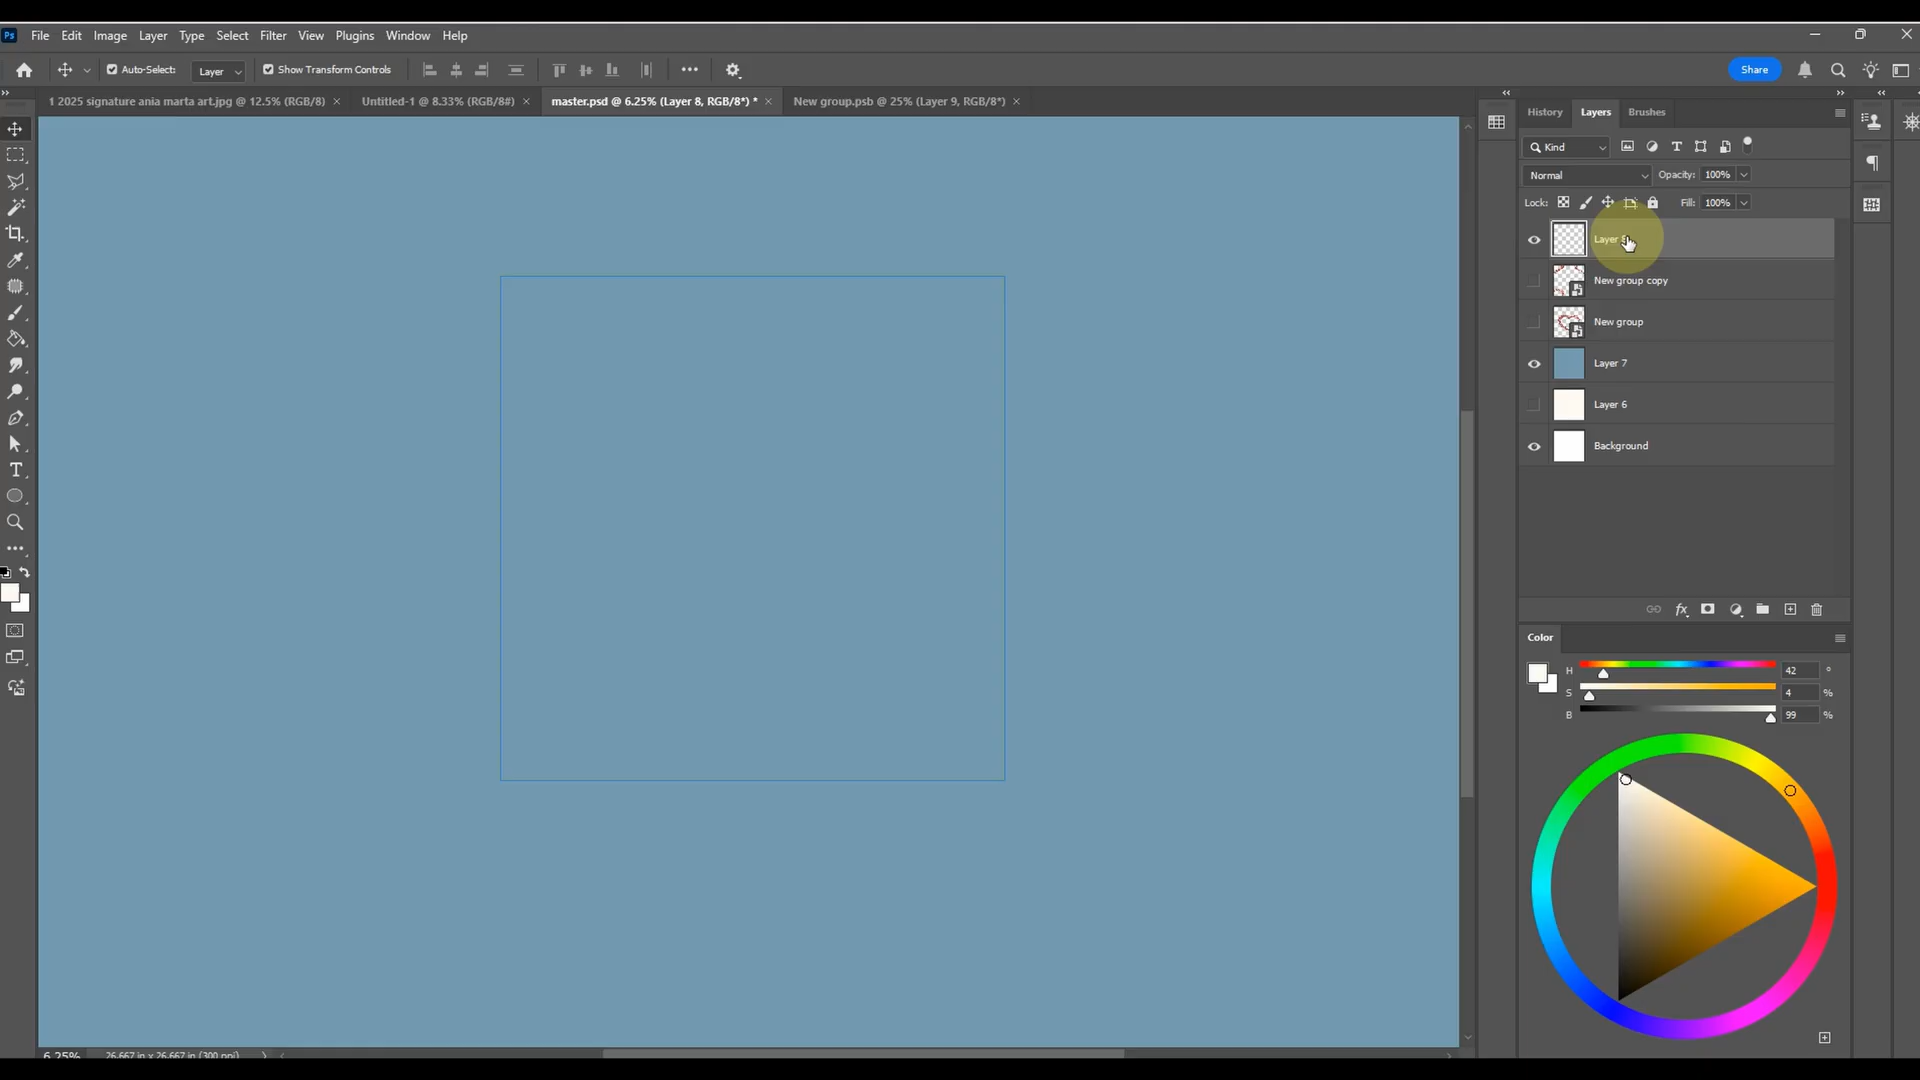 Ps File Edit Image Layer Type Select Filter View Plugins Window Help
Auto-Select: Layer Show Transform Controls Share
1 2025 signature ania marta art.jpg @ 12.5% (RGB/8) Untitled-1 @ 8.33% (RGB/8#) master.psd @ 6.25% (Layer 8, RGB/8*) * New group.psb @ 25% (Layer 9, RGB/8*)
History Layers Brushes
Kind
Normal Opacity: 100%
Lock: Fill: 100%
Layer
New group copy
New group
Layer 7
Layer 6
Background
Color
H 42 °
S 4 %
B 99 %
6.25% 26.667 in x 26.667 in (300 ppi)